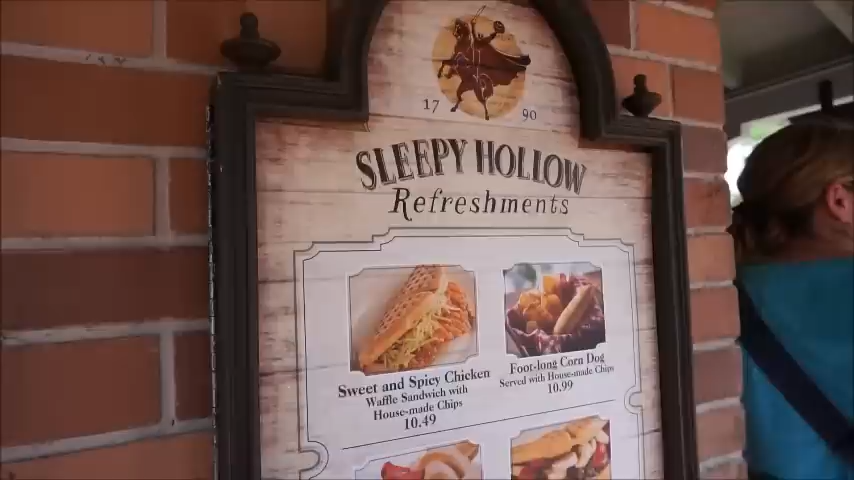 17 90
SLEEPY HOLLOW
Refreshments
Sweet and Spicy Chicken
Waffle Sandwich with
House-made Chips
10.49
Foot-long Corn Dog
Served with House-made Chips
10.99